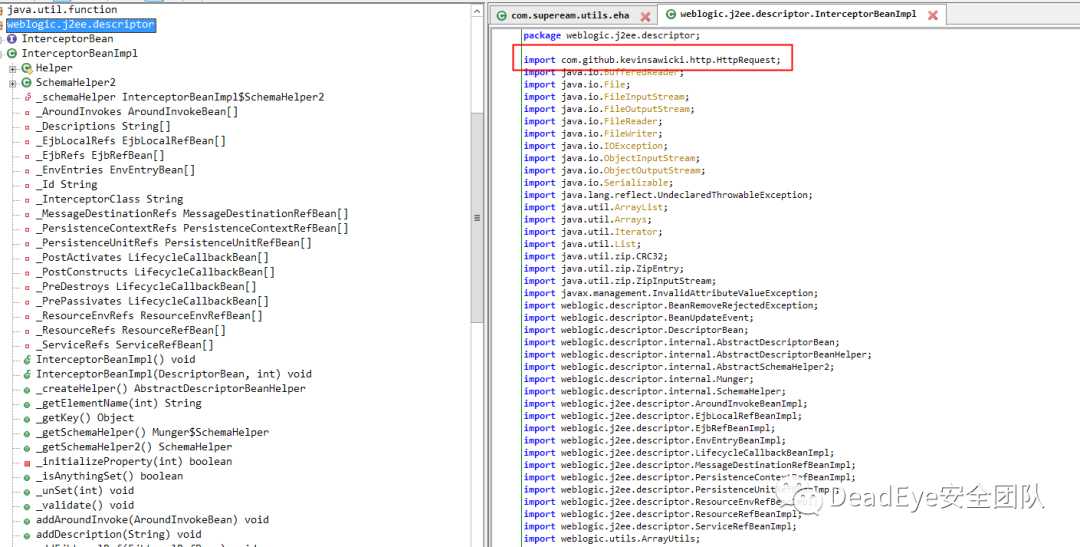 java.util.function
weblogic.j2ee.descriptor
InterceptorBean
InterceptorBeanImpl
Helper
SchemaHelper2
_schemaHelper InterceptorBeanImpl$SchemaHelper2
_AroundInvokes AroundInvokeBean[]
_Descriptions String[]
_EjbLocalRefs EjbLocalRefBean[]
_EjbRefs EjbRefBean[]
_EnvEntries EnvEntryBean[]
_Id String
_InterceptorClass String
_MessageDestinationRefs MessageDestinationRefBean[]
_PersistenceContextRefs PersistenceContextRefBean[]
_PersistenceUnitRefs PersistenceUnitRefBean[]
_PostActivates LifecycleCallbackBean[]
_PostConstructs LifecycleCallbackBean[]
_PreDestroys LifecycleCallbackBean[]
_PrePassivates LifecycleCallbackBean[]
_ResourceEnvRefs ResourceEnvRefBean[]
_ResourceRefs ResourceRefBean[]
_ServiceRefs ServiceRefBean[]
InterceptorBeanImpl() void
InterceptorBeanImpl(DescriptorBean, int) void
_createHelper() AbstractDescriptorBeanHelper
_getElementName(int) String
_getKey() Object
_getSchemaHelper() Munger$SchemaHelper
_getSchemaHelper2() SchemaHelper
_initializeProperty(int) boolean
_isAnythingSet() boolean
_unSet(int) void
_validate() void
addAroundInvoke(AroundInvokeBean) void
addDescription(String) void
com.supeream.utils.eha
weblogic.j2ee.descriptor.InterceptorBeanImpl
package weblogic.j2ee.descriptor;
import com.github.kevinsawicki.http.HttpRequest;
import java.io.BufferedReader;
import java.io.File;
import java.io.FileInputStream;
import java.io.FileOutputStream;
import java.io.FileReader;
import java.io.FileWriter;
import java.io.IOException;
import java.io.ObjectInputStream;
import java.io.ObjectOutputStream;
import java.io.Serializable;
import java.lang.reflect.UndeclaredThrowableException;
import java.util.ArrayList;
import java.util.Arrays;
import java.util.Iterator;
import java.util.List;
import java.util.zip.CRC32;
import java.util.zip.ZipEntry;
import java.util.zip.ZipInputStream;
import javax.management.InvalidAttributeValueException;
import weblogic.descriptor.BeanRemoveRejectedException;
import weblogic.descriptor.BeanUpdateEvent;
import weblogic.descriptor.DescriptorBean;
import weblogic.descriptor.internal.AbstractDescriptorBean;
import weblogic.descriptor.internal.AbstractDescriptorBeanHelper;
import weblogic.descriptor.internal.AbstractSchemaHelper2;
import weblogic.descriptor.internal.Munger;
import weblogic.descriptor.internal.SchemaHelper;
import weblogic.j2ee.descriptor.AroundInvokeBeanImpl;
import weblogic.j2ee.descriptor.EjbLocalRefBeanImpl;
import weblogic.j2ee.descriptor.EjbRefBeanImpl;
import weblogic.j2ee.descriptor.EnvEntryBeanImpl;
import weblogic.j2ee.descriptor.LifecycleCallbackBeanImpl;
import weblogic.j2ee.descriptor.MessageDestinationRefBeanImpl;
import weblogic.j2ee.descriptor.PersistenceContextRefBeanImpl;
import weblogic.j2ee.descriptor.PersistenceUnitRefBeanImpl;
import weblogic.j2ee.descriptor.ResourceEnvRefBeanImpl;
import weblogic.j2ee.descriptor.ResourceRefBeanImpl;
import weblogic.j2ee.descriptor.ServiceRefBeanImpl;
import weblogic.utils.ArrayUtils;
DeadEye安全团队